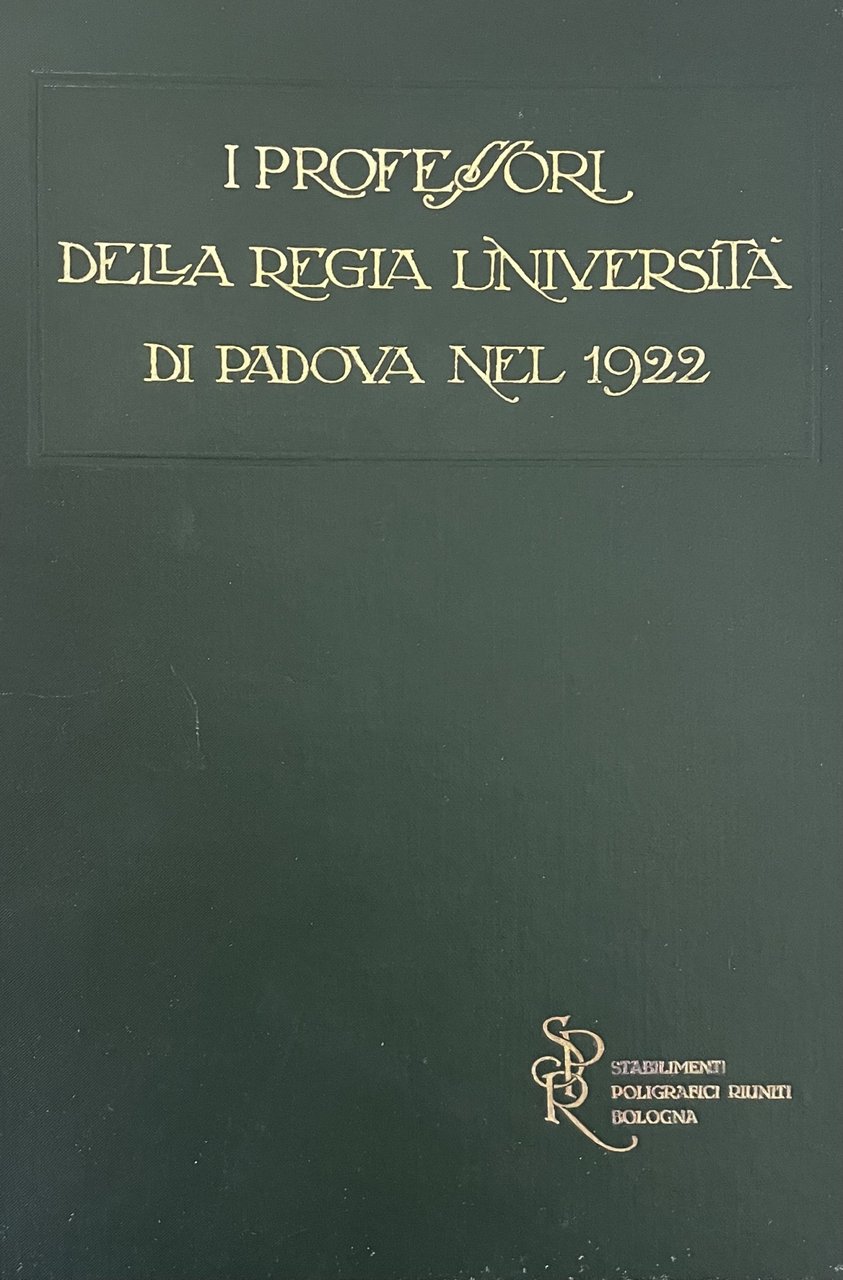 I PROFESSORI
DELLA REGIA UNIVERSITÀ
DI PADOVA NEL 1922
SPR
STABILIMENTI
POLIGRAFICI RIUNITI
BOLOGNA